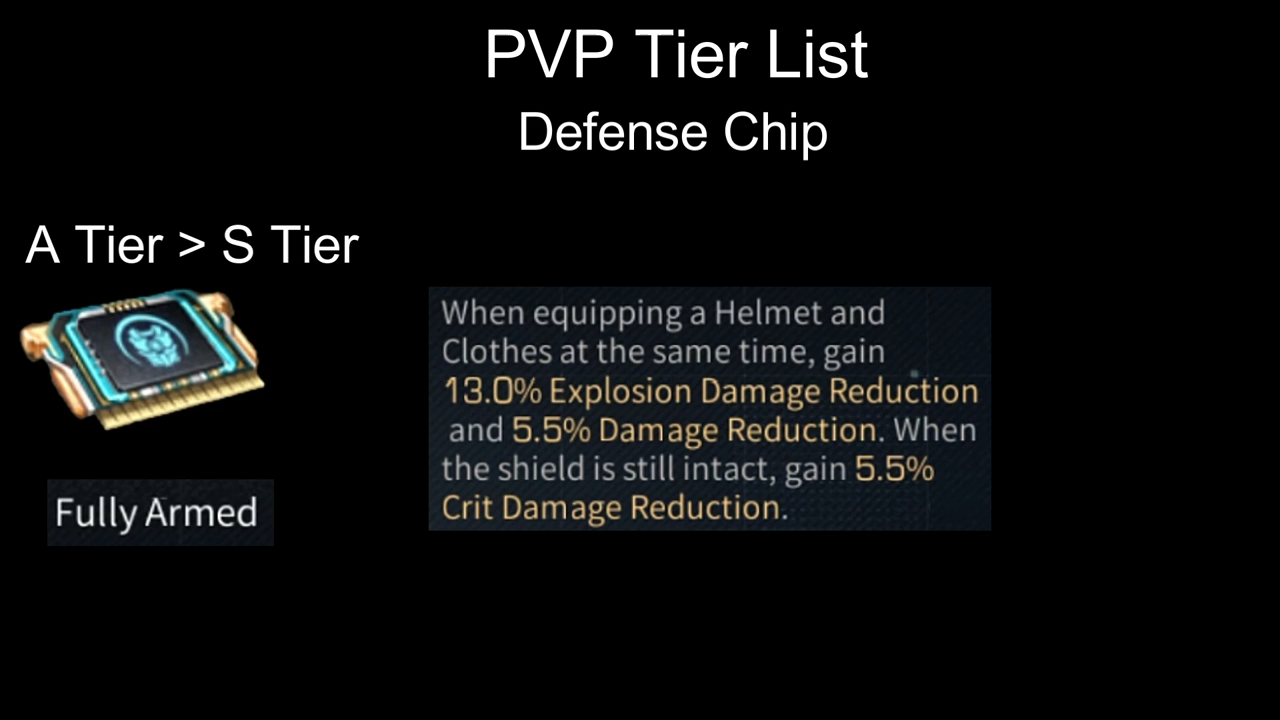 PVP Tier List
Defense Chip
A Tier > S Tier
When equipping a Helmet and
Clothes at the same time, gain
13.0% Explosion Damage Reduction
and 5.5% Damage Reduction. When
the shield is still intact, gain 5.5%
Crit Damage Reduction.
Fully Armed